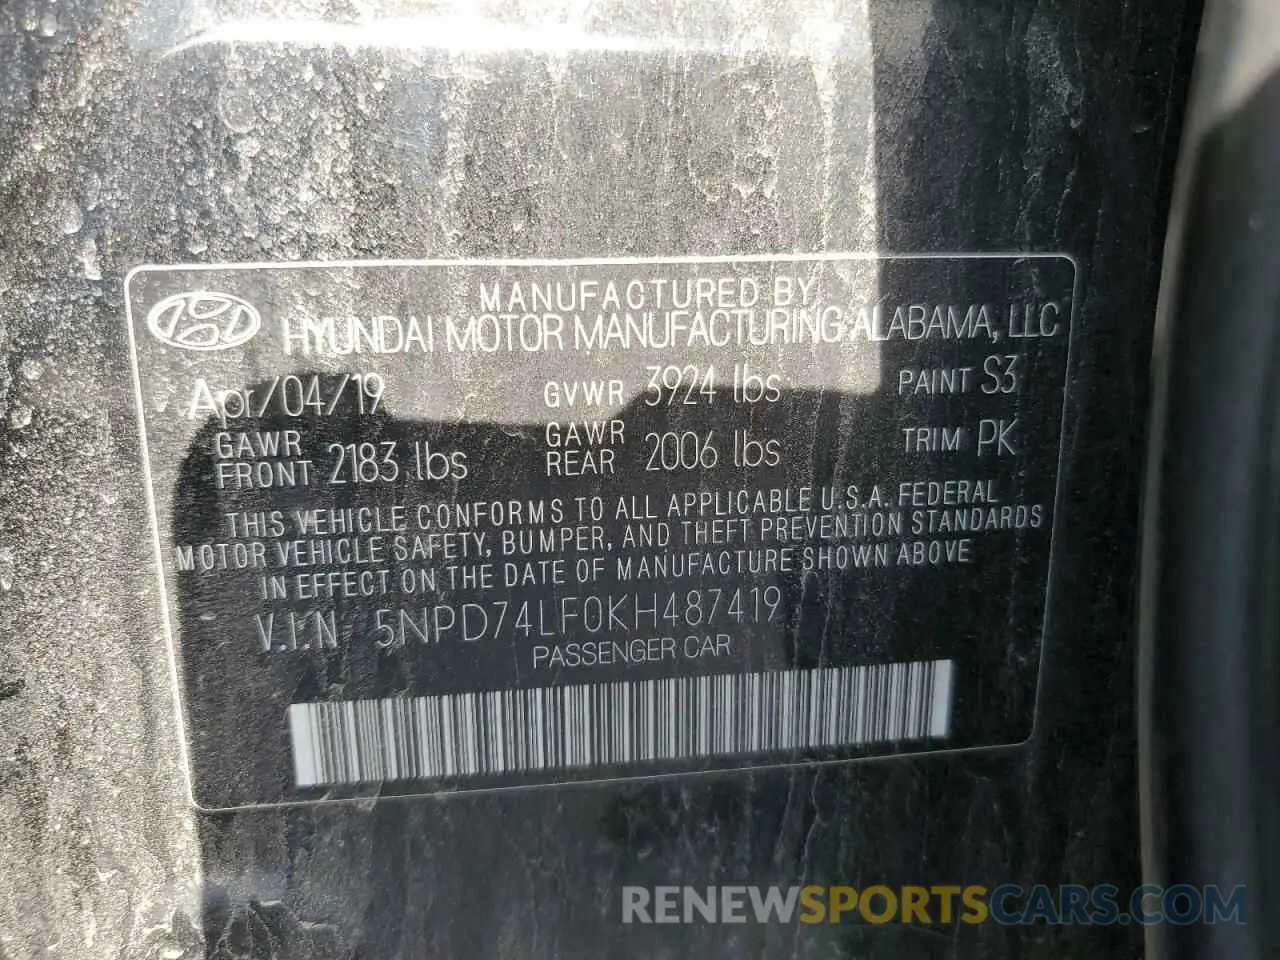 MANUFACTURED BY
HYUNDAI MOTOR MANUFACTURING ALABAMA, LLC
Apr/04/19 GVWR 3924 lbs PAINT S3
GAWR FRONT 2183 lbs GAWR REAR 2006 lbs TRIM PK
THIS VEHICLE CONFORMS TO ALL APPLICABLE U.S.A. FEDERAL
MOTOR VEHICLE SAFETY, BUMPER, AND THEFT PREVENTION STANDARDS
IN EFFECT ON THE DATE OF MANUFACTURE SHOWN ABOVE
V.I.N 5NPD74LF0KH487419
PASSENGER CAR
RENEWSPORTSCARS.COM